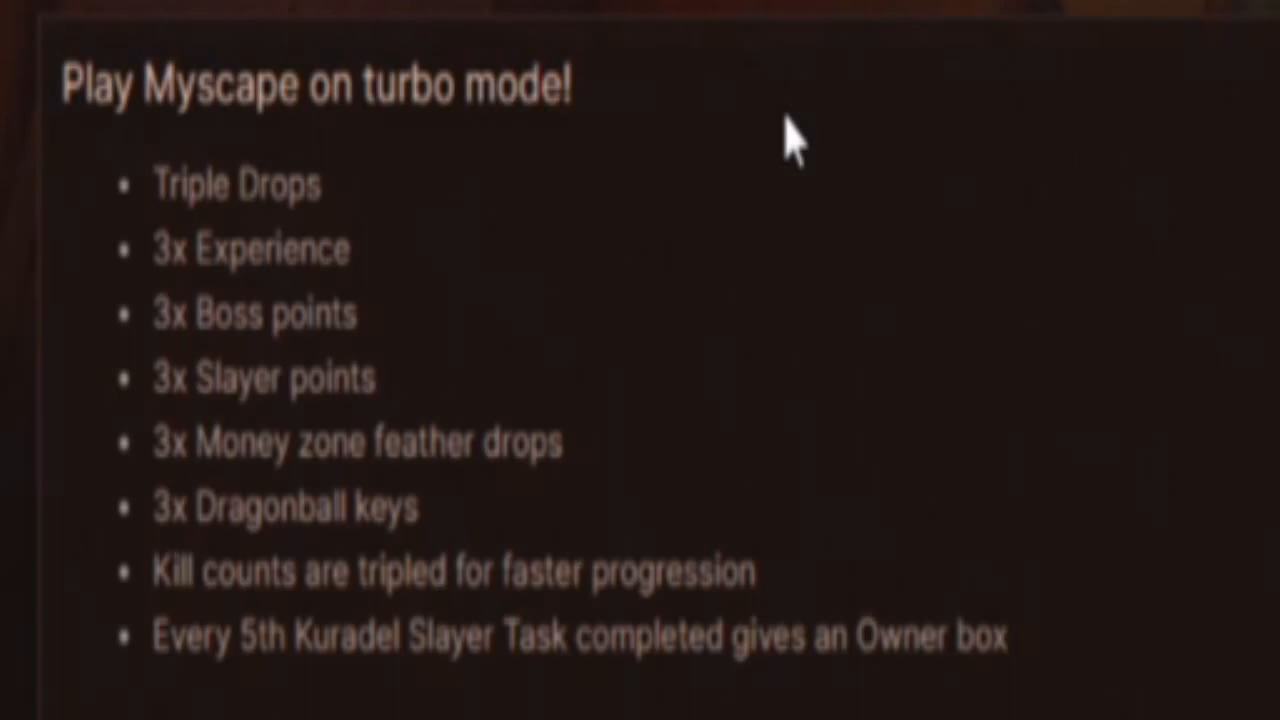 Play Myscape on turbo mode!
• Triple Drops
• 3x Experience
• 3x Boss points
• 3x Slayer points
• 3x Money zone feather drops
• 3x Dragonball keys
• Kill counts are tripled for faster progression
• Every 5th Kuradel Slayer Task completed gives an Owner box